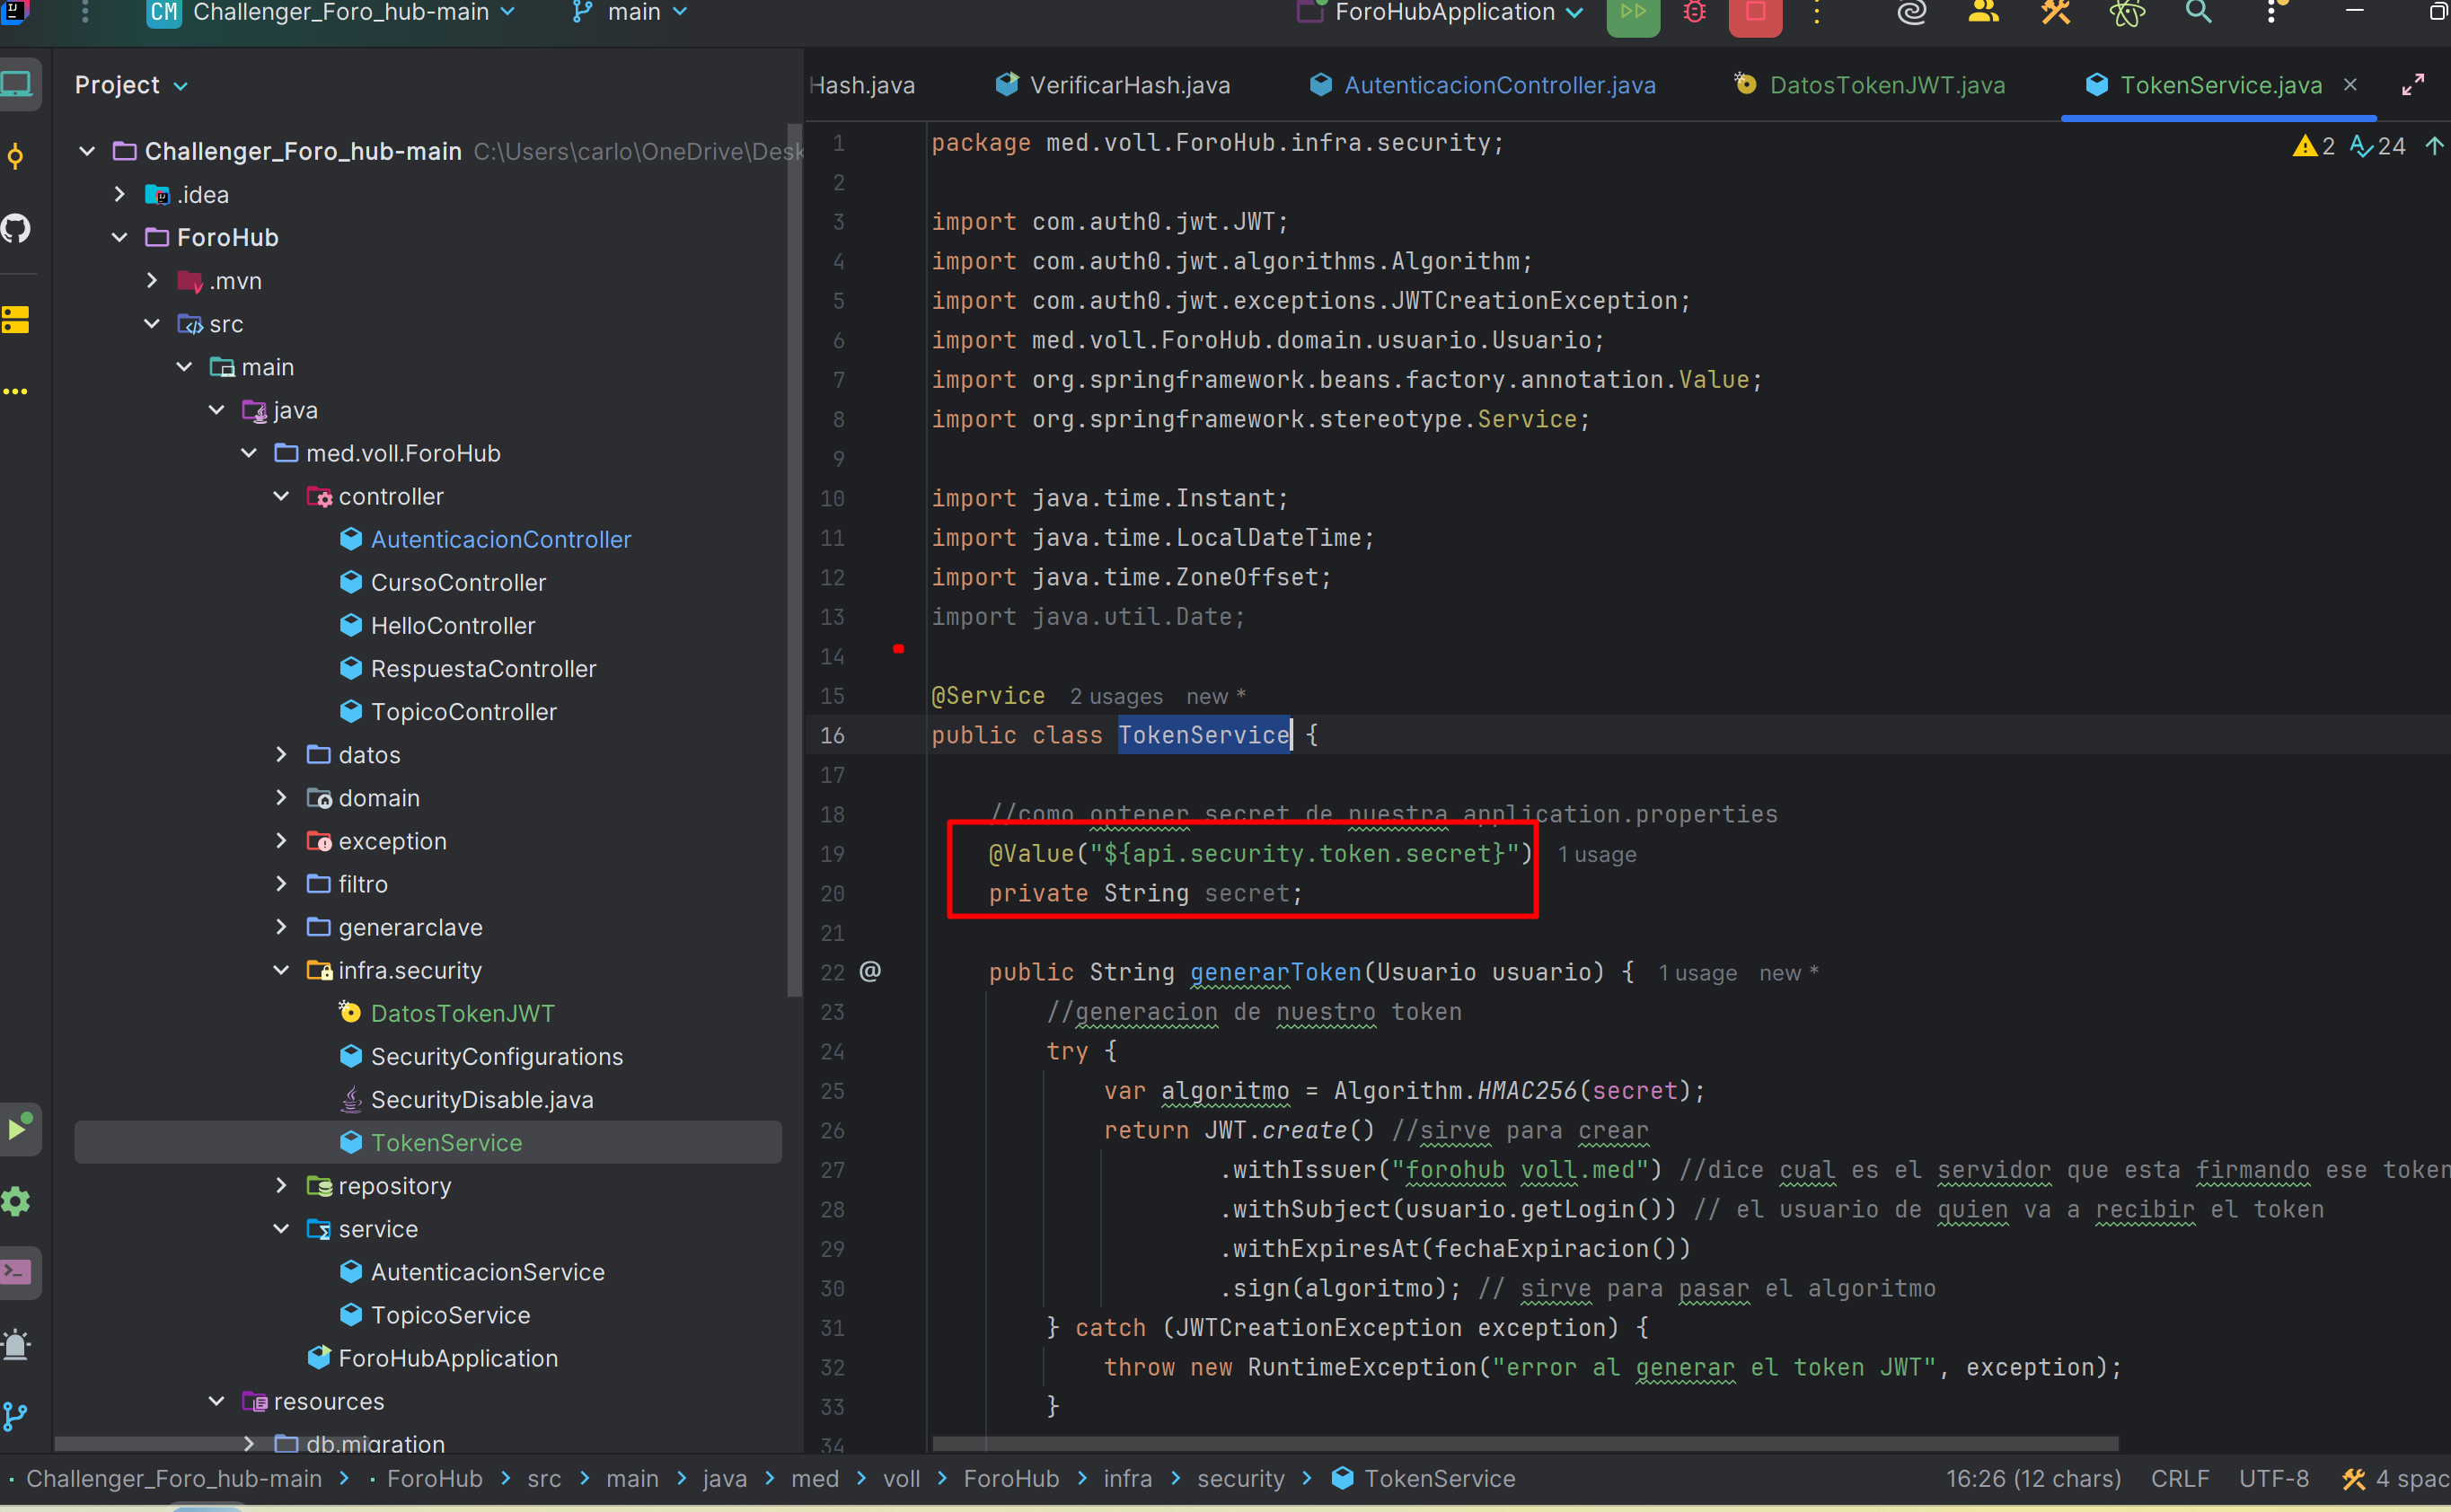 CM Challenger_Foro_hub-main main ForoHubApplication
Project
Hash.java VerificarHash.java AutenticacionController.java DatosTokenJWT.java TokenService.java
Challenger_Foro_hub-main C:\Users\carlo\OneDrive\Desk
.idea
ForoHub
.mvn
src
main
java
med.voll.ForoHub
controller
AutenticacionController
CursoController
HelloController
RespuestaController
TopicoController
datos
domain
exception
filtro
generarclave
infra.security
DatosTokenJWT
SecurityConfigurations
SecurityDisable.java
TokenService
repository
service
AutenticacionService
TopicoService
ForoHubApplication
resources
db.migration
2 24
1 package med.voll.ForoHub.infra.security;
2
3 import com.auth0.jwt.JWT;
4 import com.auth0.jwt.algorithms.Algorithm;
5 import com.auth0.jwt.exceptions.JWTCreationException;
6 import med.voll.ForoHub.domain.usuario.Usuario;
7 import org.springframework.beans.factory.annotation.Value;
8 import org.springframework.stereotype.Service;
9
10 import java.time.Instant;
11 import java.time.LocalDateTime;
12 import java.time.ZoneOffset;
13 import java.util.Date;
14
15 @Service 2 usages new *
16 public class TokenService {
17
18 //como optener secret de nuestra application.properties
19 @Value("${api.security.token.secret}") 1 usage
20 private String secret;
21
22 @ public String generarToken(Usuario usuario) { 1 usage new *
23 //generacion de nuestro token
24 try {
25 var algoritmo = Algorithm.HMAC256(secret);
26 return JWT.create() //sirve para crear
27 .withIssuer("forohub voll.med") //dice cual es el servidor que esta firmando ese token
28 .withSubject(usuario.getLogin()) // el usuario de quien va a recibir el token
29 .withExpiresAt(fechaExpiracion())
30 .sign(algoritmo); // sirve para pasar el algoritmo
31 } catch (JWTCreationException exception) {
32 throw new RuntimeException("error al generar el token JWT", exception);
33 }
34
Challenger_Foro_hub-main > ForoHub > src > main > java > med > voll > ForoHub > infra > security > TokenService 16:26 (12 chars) CRLF UTF-8 4 spac